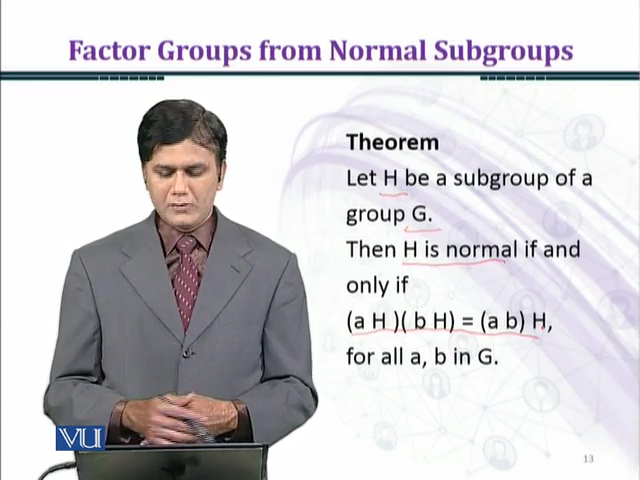 Factor Groups from Normal Subgroups
Theorem
Let H be a subgroup of a
group G.
Then H is normal if and
only if
(a H )( b H) = (a b) H,
for all a, b in G.
VU
13